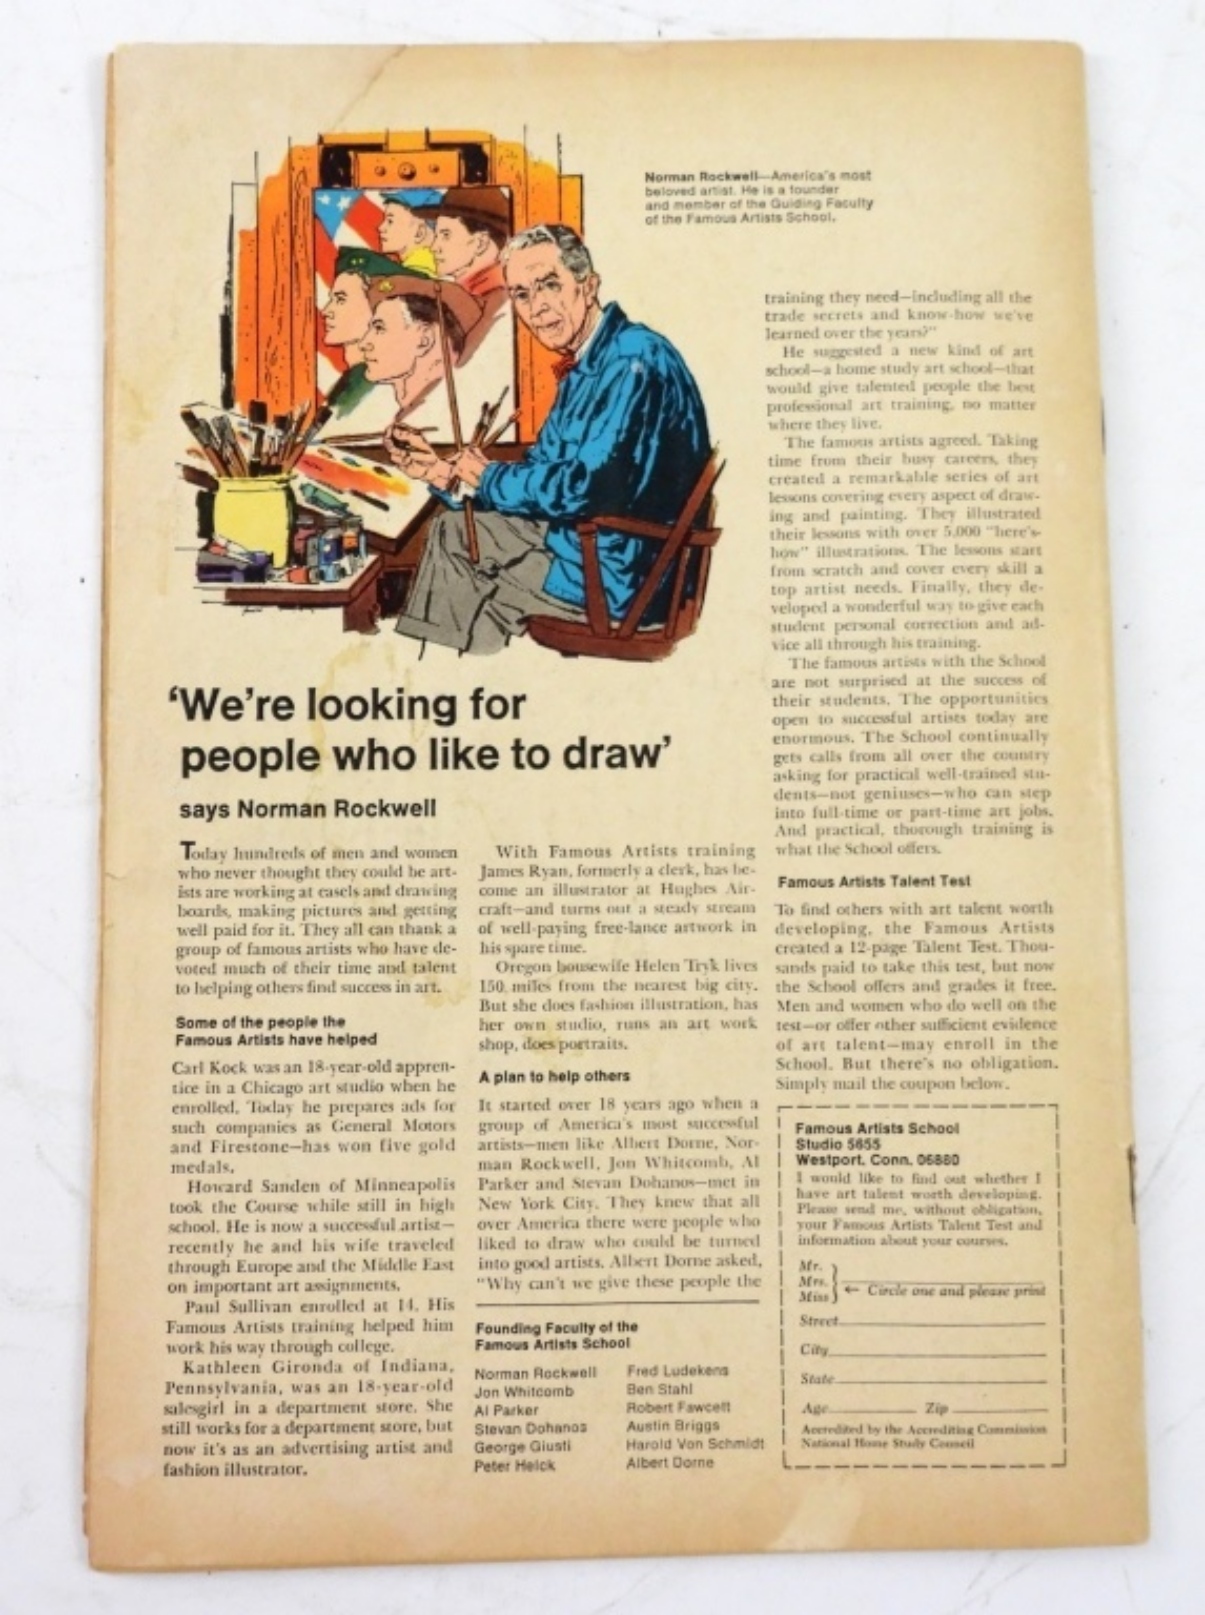 Norman Rockwell—America's most
beloved artist. He is a founder
and member of the Guiding Faculty
of the Famous Artists School.
'We're looking for
people who like to draw'
says Norman Rockwell
Today hundreds of men and women
who never thought they could be art-
ists are working at easels and drawing
boards, making pictures and getting
well paid for it. They all can thank a
group of famous artists who have de-
voted much of their time and talent
to helping others find success in art.
Some of the people the
Famous Artists have helped
Carl Kock was an 18-year-old appren-
tice in a Chicago art studio when he
enrolled. Today he prepares ads for
such companies as General Motors
and Firestone—has won five gold
medals.
Howard Sanden of Minneapolis
took the Course while still in high
school. He is now a successful artist—
recently he and his wife traveled
through Europe and the Middle East
on important art assignments.
Paul Sullivan enrolled at 14. His
Famous Artists training helped him
work his way through college.
Kathleen Gironda of Indiana,
Pennsylvania, was an 18-year-old
salesgirl in a department store. She
still works for a department store, but
now it's as an advertising artist and
fashion illustrator.
With Famous Artists training
James Ryan, formerly a clerk, has be-
come an illustrator at Hughes Air-
craft—and turns out a steady stream
of well-paying free-lance artwork in
his spare time.
Oregon housewife Helen Tryk lives
150 miles from the nearest big city.
But she does fashion illustration, has
her own studio, runs an art work
shop, does portraits.
A plan to help others
It started over 18 years ago when a
group of America's most successful
artists—men like Albert Dorne, Nor-
man Rockwell, Jon Whitcomb, Al
Parker and Stevan Dohanos—met in
New York City. They knew that all
over America there were people who
liked to draw who could be turned
into good artists. Albert Dorne asked,
"Why can't we give these people the
training they need—including all the
trade secrets and know-how we've
learned over the years?"
He suggested a new kind of art
school—a home study art school—that
would give talented people the best
professional art training, no matter
where they live.
The famous artists agreed. Taking
time from their busy careers, they
created a remarkable series of art
lessons covering every aspect of draw-
ing and painting. They illustrated
their lessons with over 5,000 "here's-
how" illustrations. The lessons start
from scratch and cover every skill a
top artist needs. Finally, they de-
veloped a wonderful way to give each
student personal correction and ad-
vice all through his training.
The famous artists with the School
are not surprised at the success of
their students. The opportunities
open to successful artists today are
enormous. The School continually
gets calls from all over the country
asking for practical well-trained stu-
dents—not geniuses—who can step
into full-time or part-time art jobs.
And practical, thorough training is
what the School offers.
Famous Artists Talent Test
To find others with art talent worth
developing, the Famous Artists
created a 12-page Talent Test. Thou-
sands paid to take this test, but now
the School offers and grades it free.
Men and women who do well on the
test—or offer other sufficient evidence
of art talent—may enroll in the
School. But there's no obligation.
Simply mail the coupon below.
Founding Faculty of the
Famous Artists School
Norman Rockwell
Jon Whitcomb
Al Parker
Stevan Dohanos
George Giusti
Peter Helck
Fred Ludekens
Ben Stahl
Robert Fawcett
Austin Briggs
Harold Von Schmidt
Albert Dorne
Famous Artists School
Studio 5655
Westport, Conn. 06880
I would like to find out whether I
have art talent worth developing.
Please send me, without obligation,
your Famous Artists Talent Test and
information about your courses.
Mr.
Mrs.
Miss
← Circle one and please print
Street
City
State
Age Zip
Accredited by the Accrediting Commission
National Home Study Council